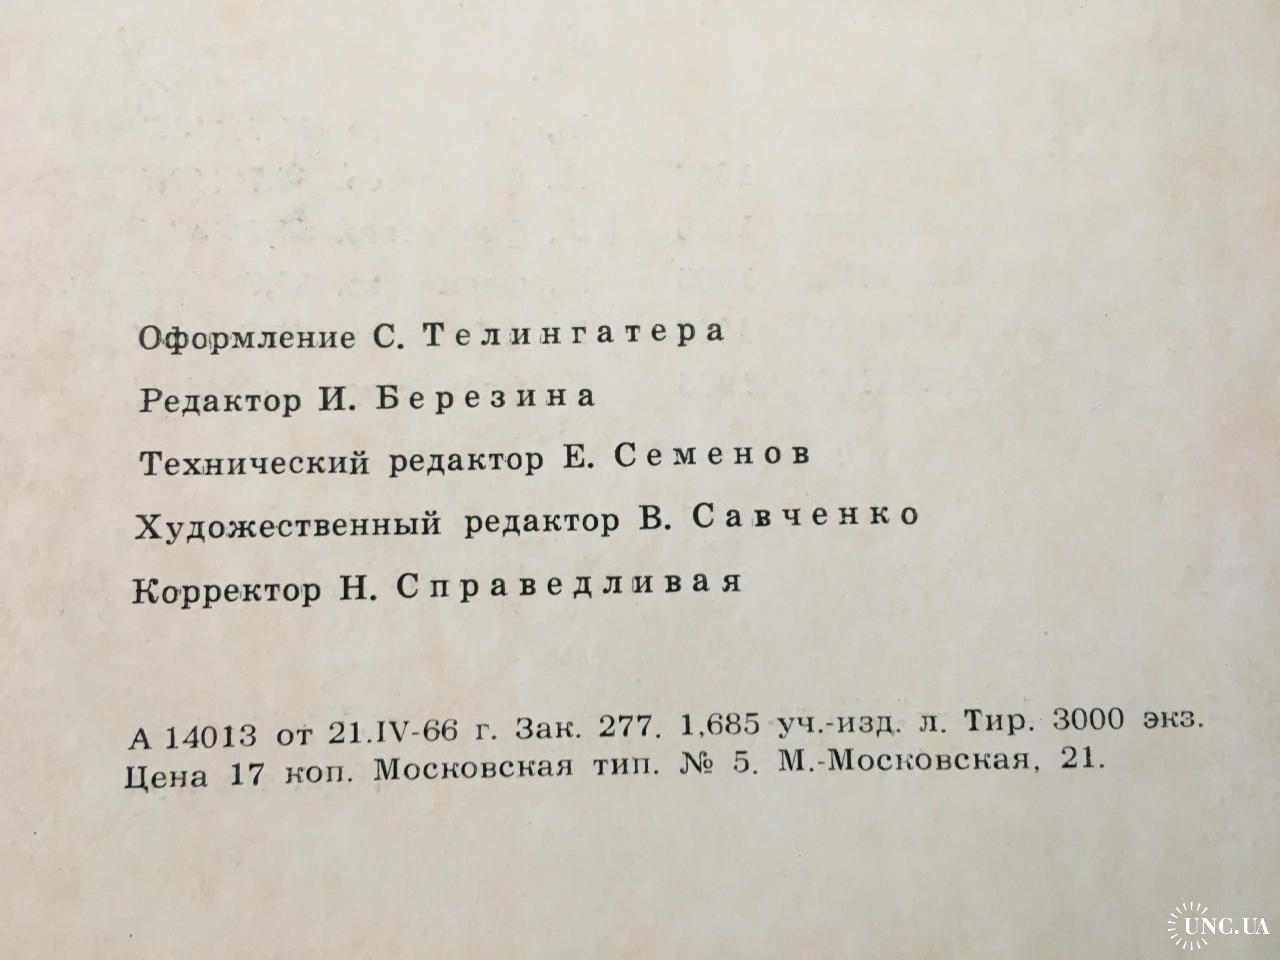 Оформление С. Телингатера
Редактор И. Березина
Технический редактор Е. Семенов
Художественный редактор В. Савченко
Корректор Н. Справедливая
А 14013 от 21.IV-66 г. Зак. 277. 1,685 уч.-изд. л. Тир. 3000 экз.
Цена 17 коп. Московская тип. № 5. М.-Московская, 21.
UNC.UA